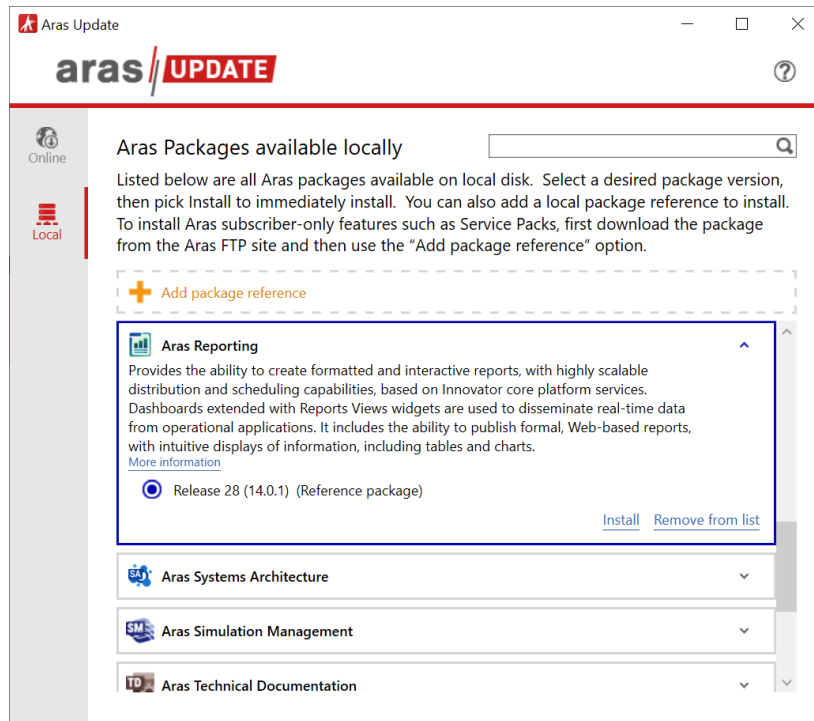 Aras Update
aras UPDATE
Online
Local
Aras Packages available locally
Listed below are all Aras packages available on local disk. Select a desired package version,
then pick Install to immediately install. You can also add a local package reference to install.
To install Aras subscriber-only features such as Service Packs, first download the package
from the Aras FTP site and then use the “Add package reference” option.
Add package reference
Aras Reporting
Provides the ability to create formatted and interactive reports, with highly scalable
distribution and scheduling capabilities, based on Innovator core platform services.
Dashboards extended with Reports Views widgets are used to disseminate real-time data
from operational applications. It includes the ability to publish formal, Web-based reports,
with intuitive displays of information, including tables and charts.
More information
Release 28 (14.0.1) (Reference package)
Install Remove from list
SAJ Aras Systems Architecture
SM Aras Simulation Management
TD Aras Technical Documentation